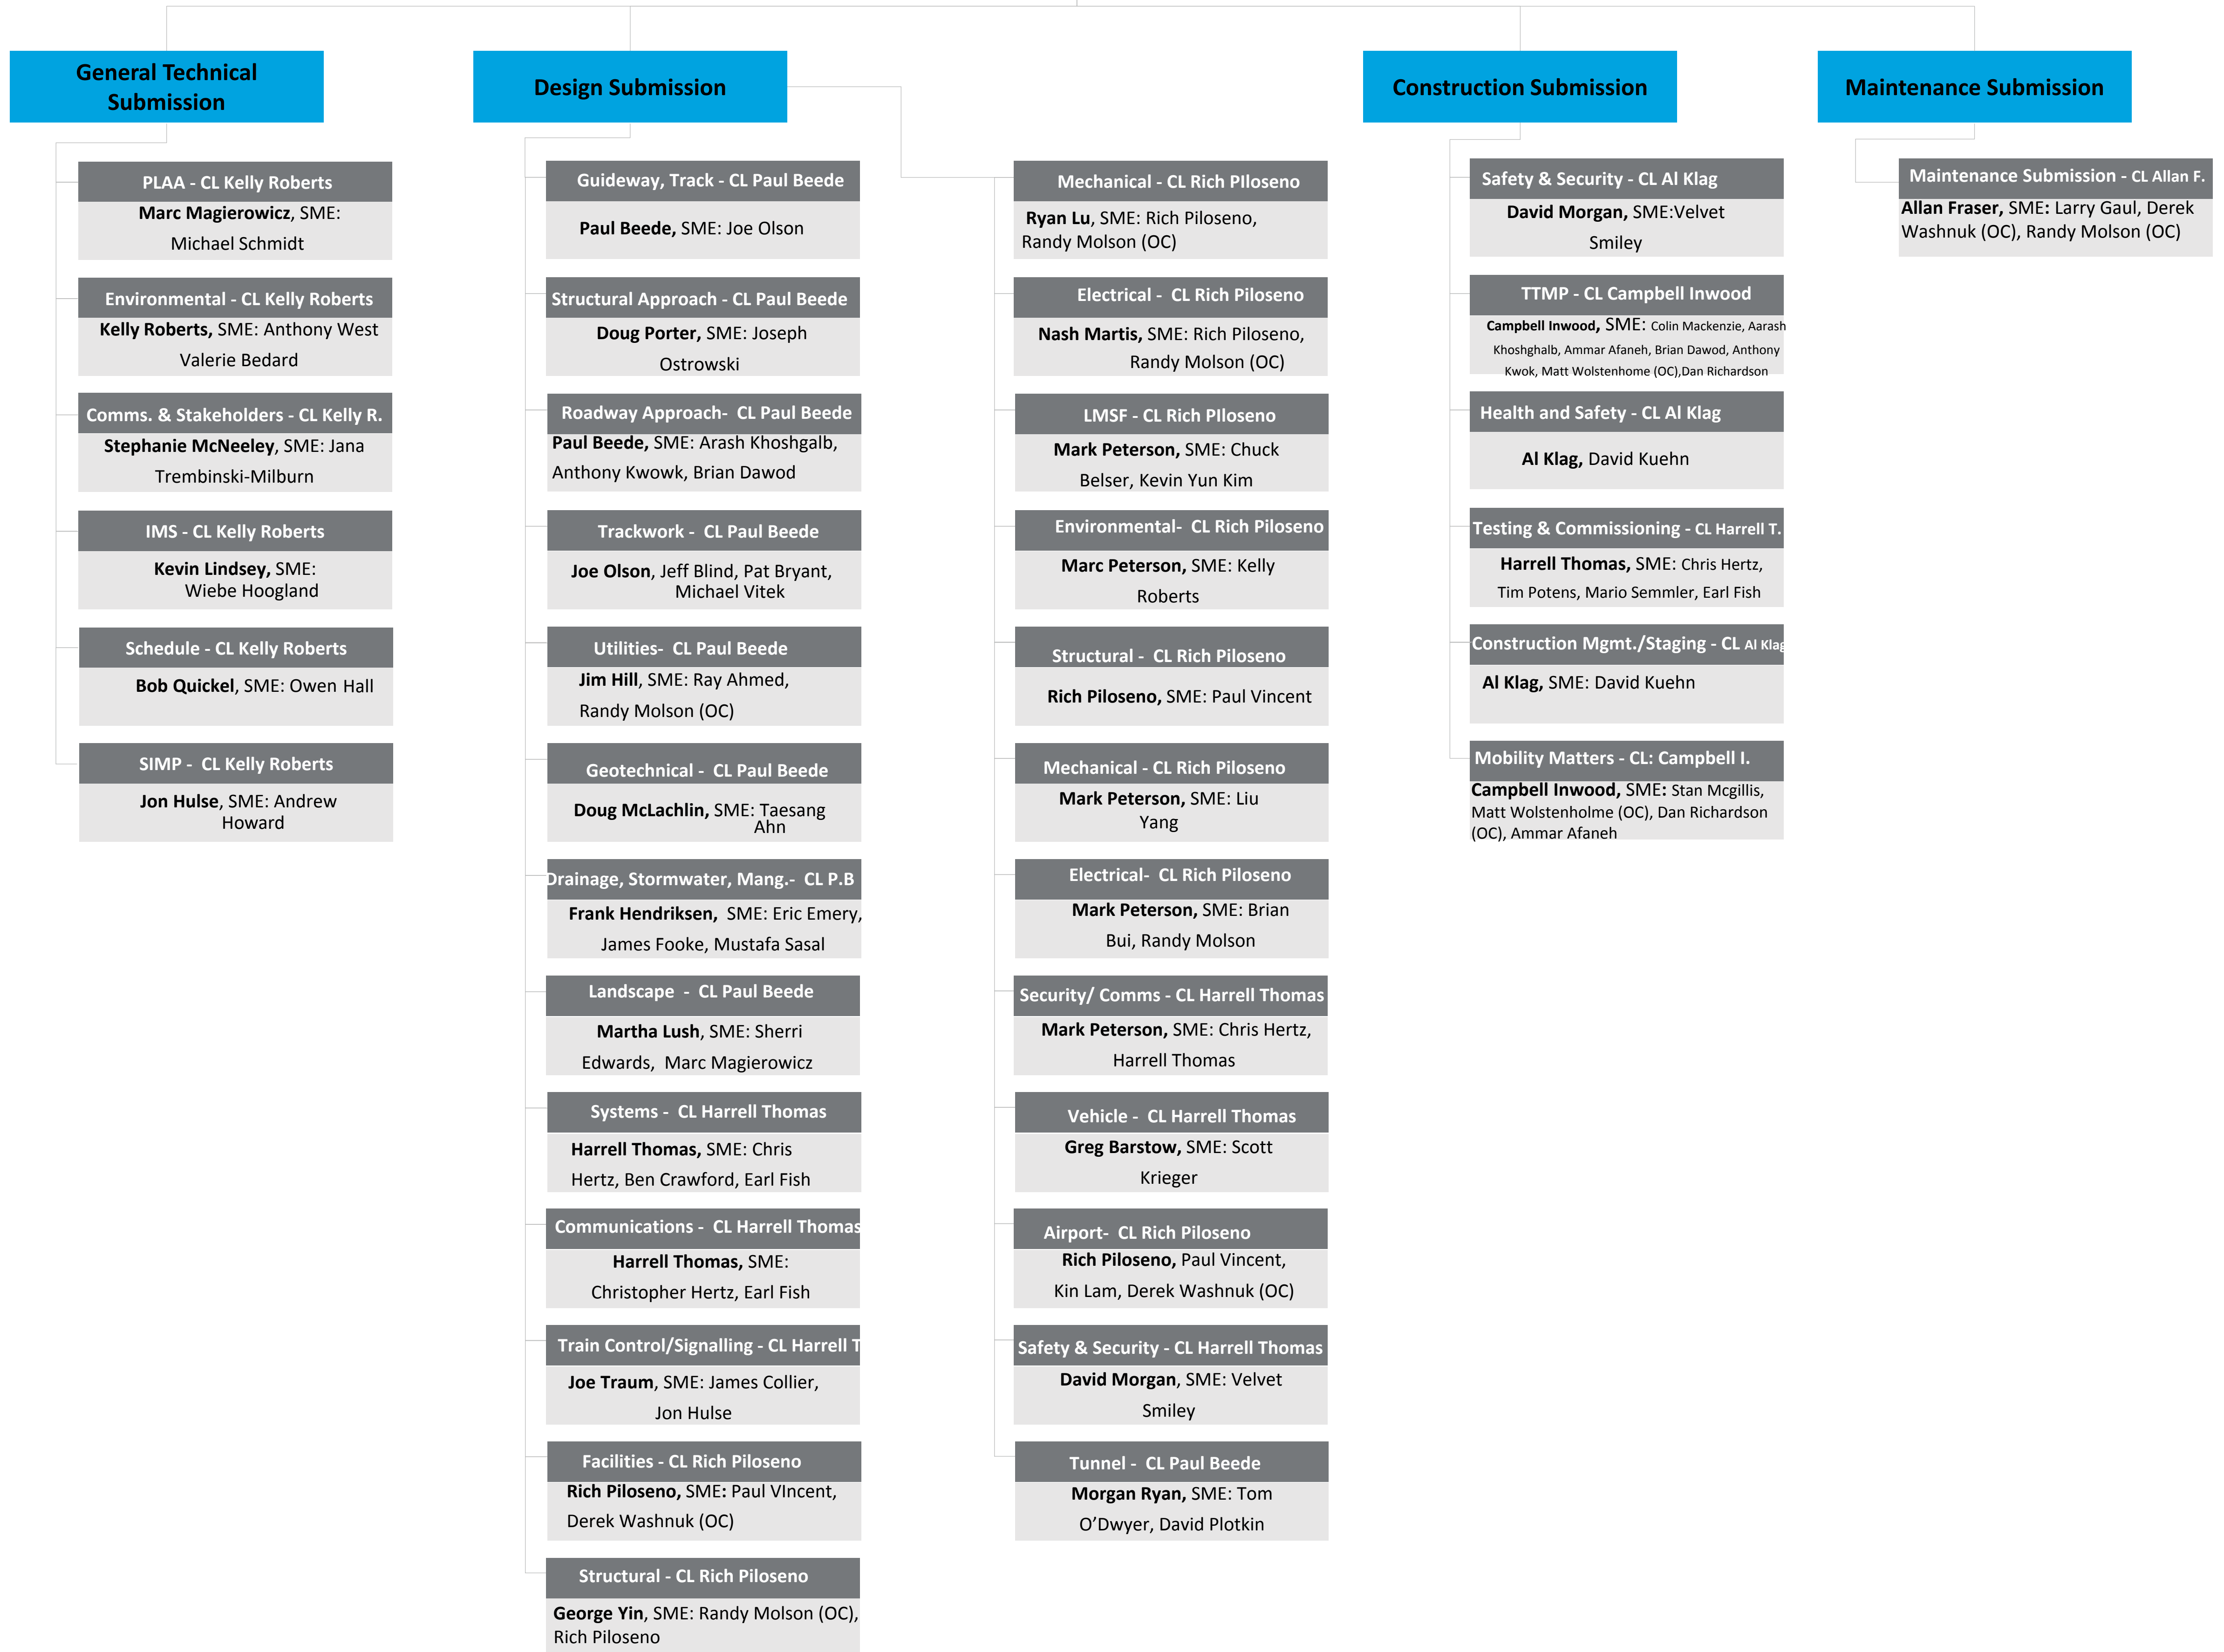 General Technical
Submission
PLAA - CL Kelly Roberts
Marc Magierowicz, SME:
Michael Schmidt
Environmental - CL Kelly Roberts
Kelly Roberts, SME: Anthony West
Valerie Bedard
Comms. & Stakeholders - CL Kelly R.
Stephanie McNeeley, SME: Jana
Trembinski-Milburn
IMS - CL Kelly Roberts
Kevin Lindsey, SME:
Wiebe Hoogland
Schedule - CL Kelly Roberts
Bob Quickel, SME: Owen Hall
SIMP - CL Kelly Roberts
Jon Hulse, SME: Andrew
Howard
Design Submission
Guideway, Track - CL Paul Beede
Paul Beede, SME: Joe Olson
Structural Approach - CL Paul Beede
Doug Porter, SME: Joseph
Ostrowski
Roadway Approach- CL Paul Beede
Paul Beede, SME: Arash Khoshgalb,
Anthony Kwowk, Brian Dawod
Trackwork - CL Paul Beede
Joe Olson, Jeff Blind, Pat Bryant,
Michael Vitek
Utilities- CL Paul Beede
Jim Hill, SME: Ray Ahmed,
Randy Molson (OC)
Geotechnical - CL Paul Beede
Doug McLachlin, SME: Taesang
Ahn
Drainage, Stormwater, Mang.- CL P.B
Frank Hendriksen, SME: Eric Emery,
James Fooke, Mustafa Sasal
Landscape - CL Paul Beede
Martha Lush, SME: Sherri
Edwards, Marc Magierowicz
Systems - CL Harrell Thomas
Harrell Thomas, SME: Chris
Hertz, Ben Crawford, Earl Fish
Communications - CL Harrell Thomas
Harrell Thomas, SME:
Christopher Hertz, Earl Fish
Train Control/Signalling - CL Harrell T
Joe Traum, SME: James Collier,
Jon Hulse
Facilities - CL Rich Piloseno
Rich Piloseno, SME: Paul VIncent,
Derek Washnuk (OC)
Structural - CL Rich Piloseno
George Yin, SME: Randy Molson (OC),
Rich Piloseno
Mechanical - CL Rich PIloseno
Ryan Lu, SME: Rich Piloseno,
Randy Molson (OC)
Electrical - CL Rich Piloseno
Nash Martis, SME: Rich Piloseno,
Randy Molson (OC)
LMSF - CL Rich PIloseno
Mark Peterson, SME: Chuck
Belser, Kevin Yun Kim
Environmental- CL Rich Piloseno
Marc Peterson, SME: Kelly
Roberts
Structural - CL Rich Piloseno
Rich Piloseno, SME: Paul Vincent
Mechanical - CL Rich Piloseno
Mark Peterson, SME: Liu
Yang
Electrical- CL Rich Piloseno
Mark Peterson, SME: Brian
Bui, Randy Molson
Security/ Comms - CL Harrell Thomas
Mark Peterson, SME: Chris Hertz,
Harrell Thomas
Vehicle - CL Harrell Thomas
Greg Barstow, SME: Scott
Krieger
Airport- CL Rich Piloseno
Rich Piloseno, Paul Vincent,
Kin Lam, Derek Washnuk (OC)
Safety & Security - CL Harrell Thomas
David Morgan, SME: Velvet
Smiley
Tunnel - CL Paul Beede
Morgan Ryan, SME: Tom
O'Dwyer, David Plotkin
Construction Submission
Safety & Security - CL Al Klag
David Morgan, SME:Velvet
Smiley
TTMP - CL Campbell Inwood
Campbell Inwood, SME: Colin Mackenzie, Aarash
Khoshghalb, Ammar Afaneh, Brian Dawod, Anthony
Kwok, Matt Wolstenhome (OC),Dan Richardson
Health and Safety - CL Al Klag
Al Klag, David Kuehn
Testing & Commissioning - CL Harrell T.
Harrell Thomas, SME: Chris Hertz,
Tim Potens, Mario Semmler, Earl Fish
Construction Mgmt./Staging - CL Al Klag
Al Klag, SME: David Kuehn
Mobility Matters - CL: Campbell I.
Campbell Inwood, SME: Stan Mcgillis,
Matt Wolstenholme (OC), Dan Richardson
(OC), Ammar Afaneh
Maintenance Submission
Maintenance Submission - CL Allan F.
Allan Fraser, SME: Larry Gaul, Derek
Washnuk (OC), Randy Molson (OC)